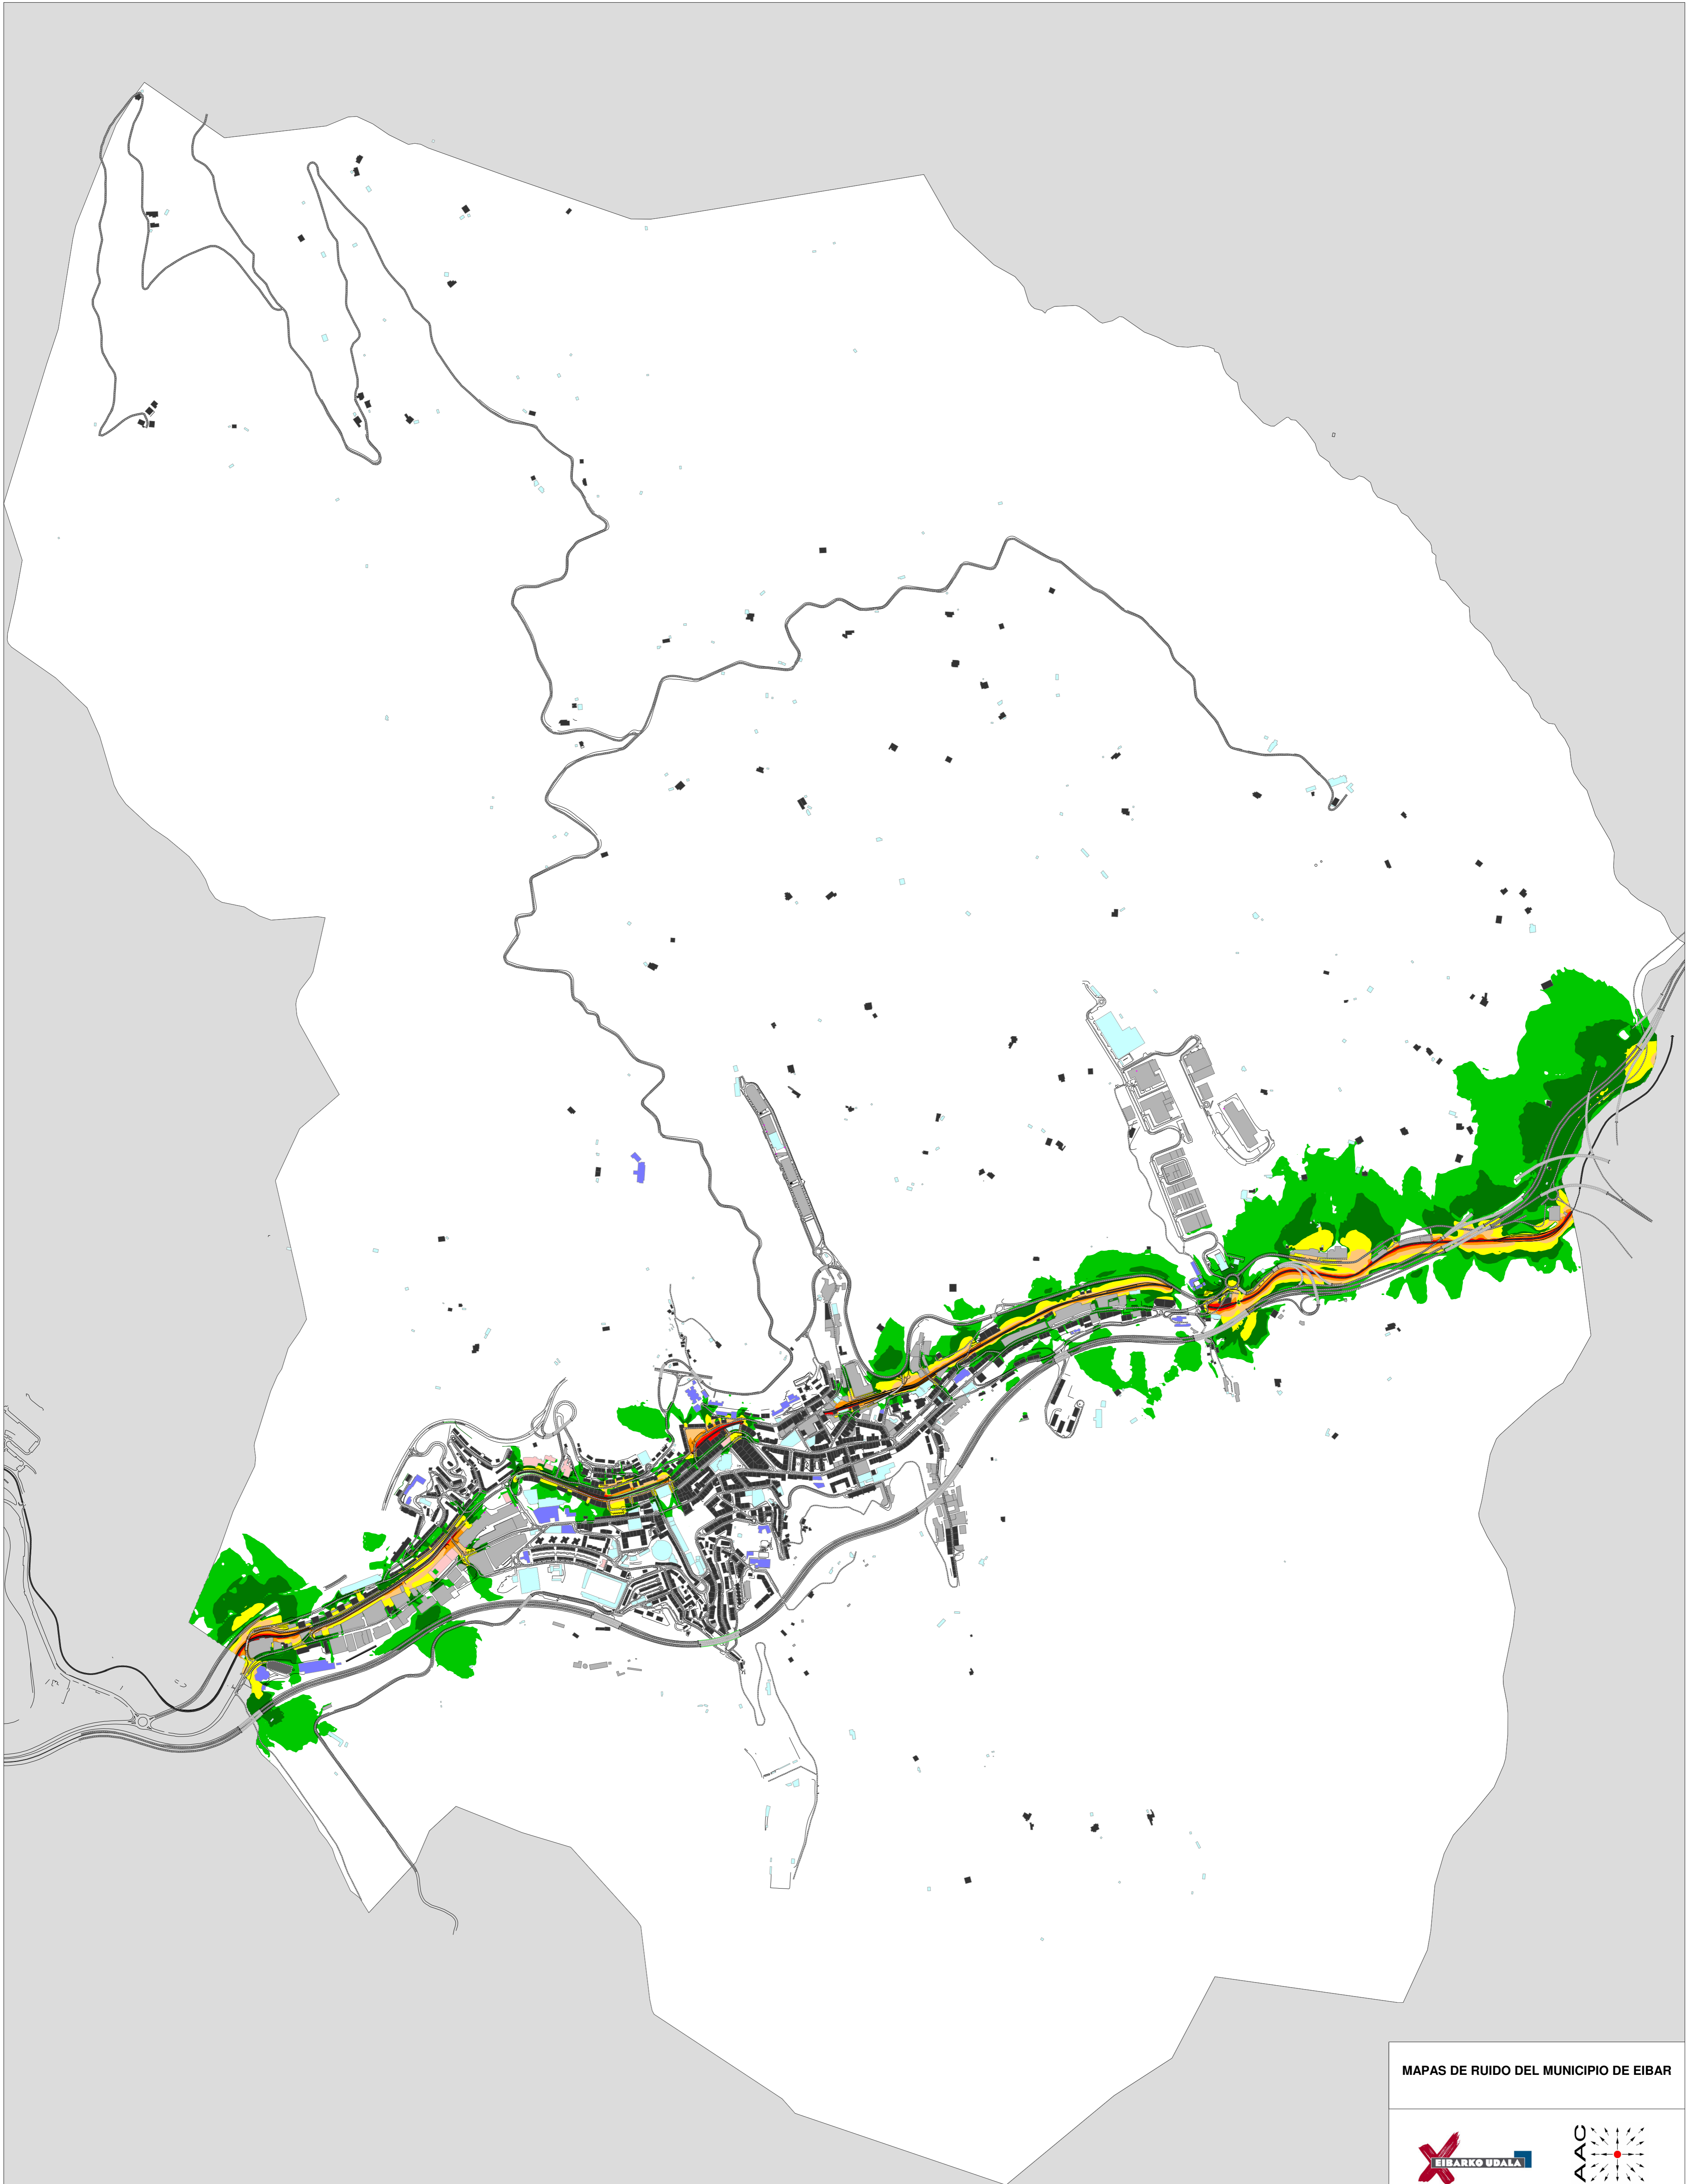 MAPAS DE RUIDO DEL MUNICIPIO DE EIBAR
EIBARKO UDALA
AAC